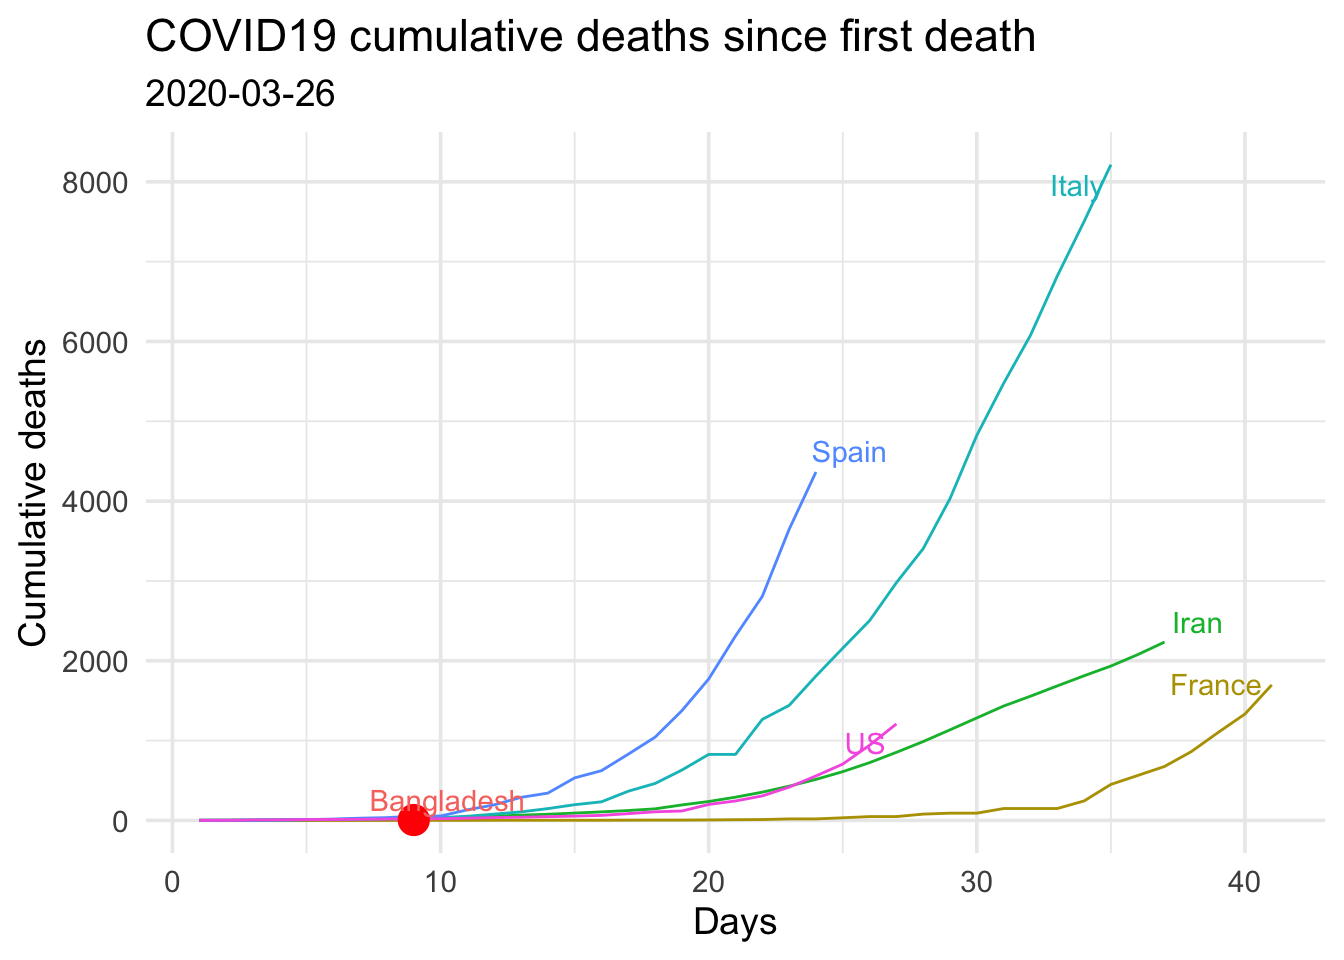 COVID19 cumulative deaths since first death
2020-03-26
Cumulative deaths
8000
6000
4000
2000
0
Italy
Spain
Iran
France
US
Bangladesh
0 10 20 30 40
Days